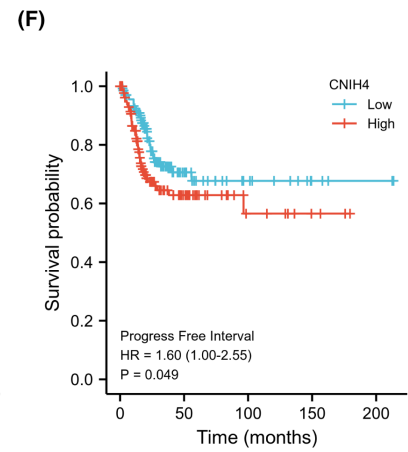 (F)
CNIH4
Low
High
Survival probability
1.0
0.8
0.6
0.4
0.2
0.0
Progress Free Interval
HR = 1.60 (1.00-2.55)
P = 0.049
0 50 100 150 200
Time (months)